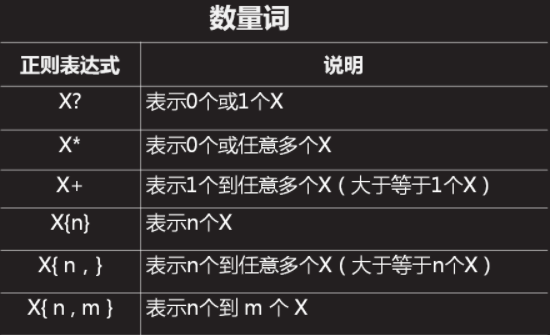 数量词
正则表达式 说明
X? 表示0个或1个X
X* 表示0个或任意多个X
X+ 表示1个到任意多个X ( 大于等于1个X )
X{n} 表示n个X
X{ n , } 表示n个到任意多个X ( 大于等于n个X )
X{ n , m } 表示n个到 m 个 X